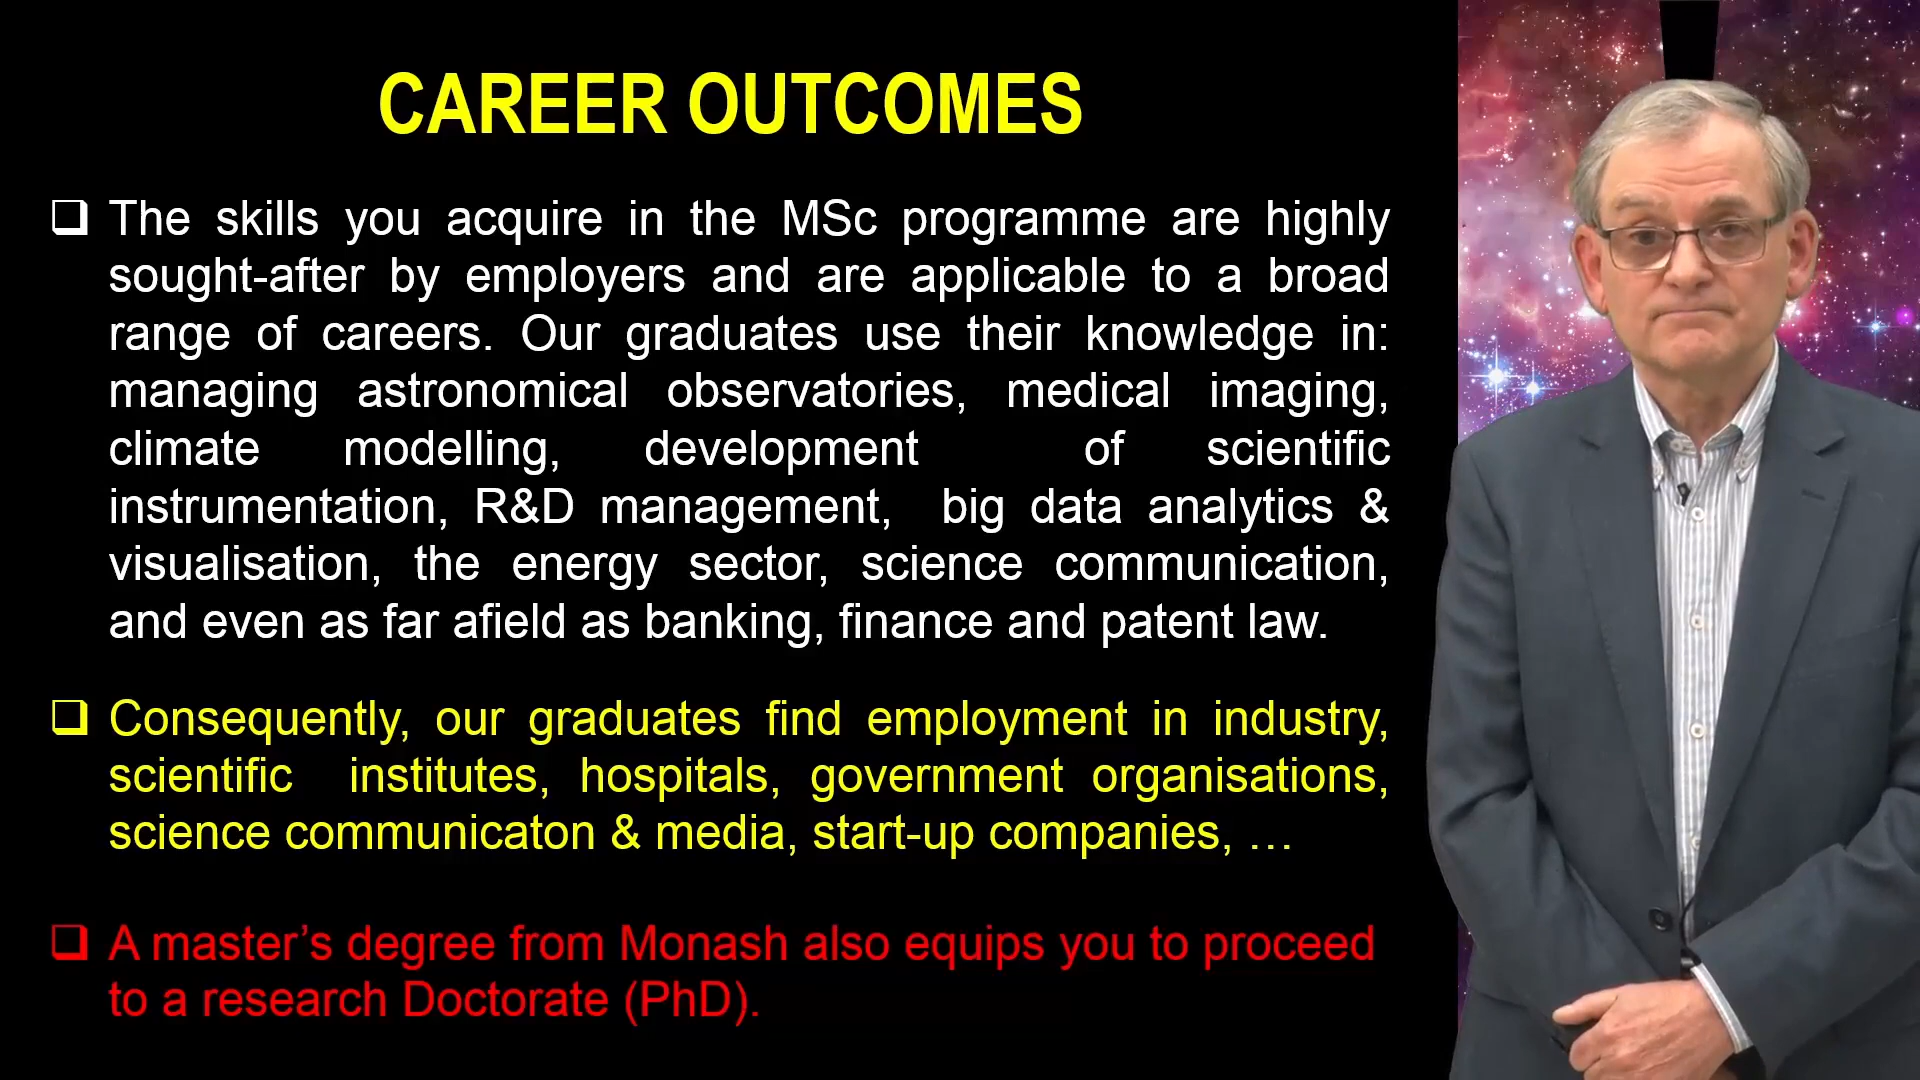 CAREER OUTCOMES
❑ The skills you acquire in the MSc programme are highly
sought-after by employers and are applicable to a broad
range of careers. Our graduates use their knowledge in:
managing astronomical observatories, medical imaging,
climate modelling, development of scientific
instrumentation, R&D management, big data analytics &
visualisation, the energy sector, science communication,
and even as far afield as banking, finance and patent law.
❑ Consequently, our graduates find employment in industry,
scientific institutes, hospitals, government organisations,
science communicaton & media, start-up companies, …
❑ A master’s degree from Monash also equips you to proceed
to a research Doctorate (PhD).